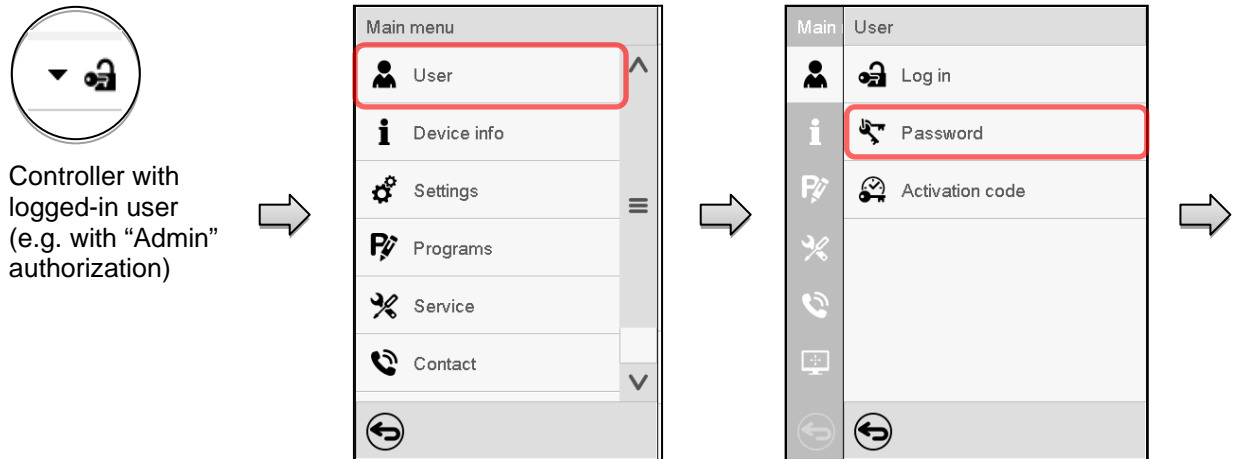 Controller with
logged-in user
(e.g. with “Admin”
authorization)
Main menu
User
Device info
Settings
Programs
Service
Contact
Main
User
Log in
Password
Activation code